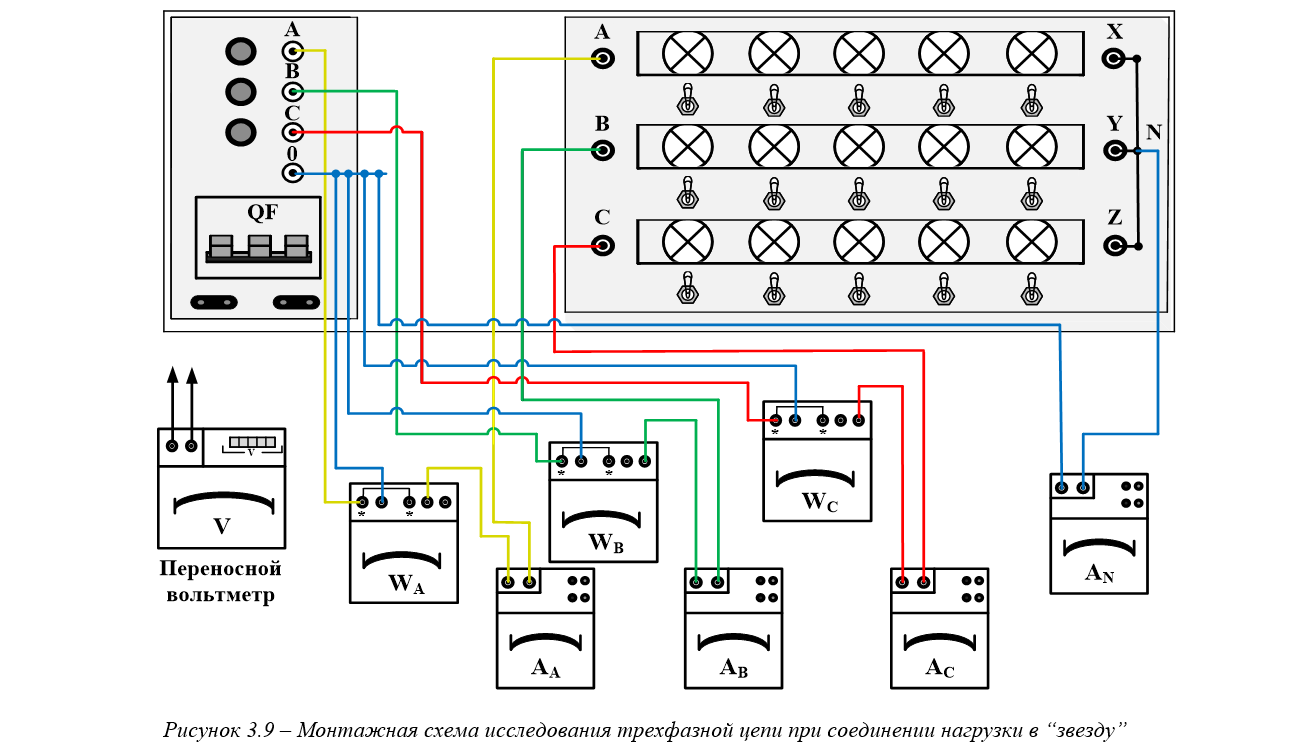 A
B
C
0
QF
A
X
B
Y
N
C
Z
V
V
Переносной
вольтметр
* *
W_A
* *
W_B
* *
W_C
A_A
A_B
A_C
A_N
Рисунок 3.9 – Монтажная схема исследования трехфазной цепи при соединении нагрузки в “звезду”